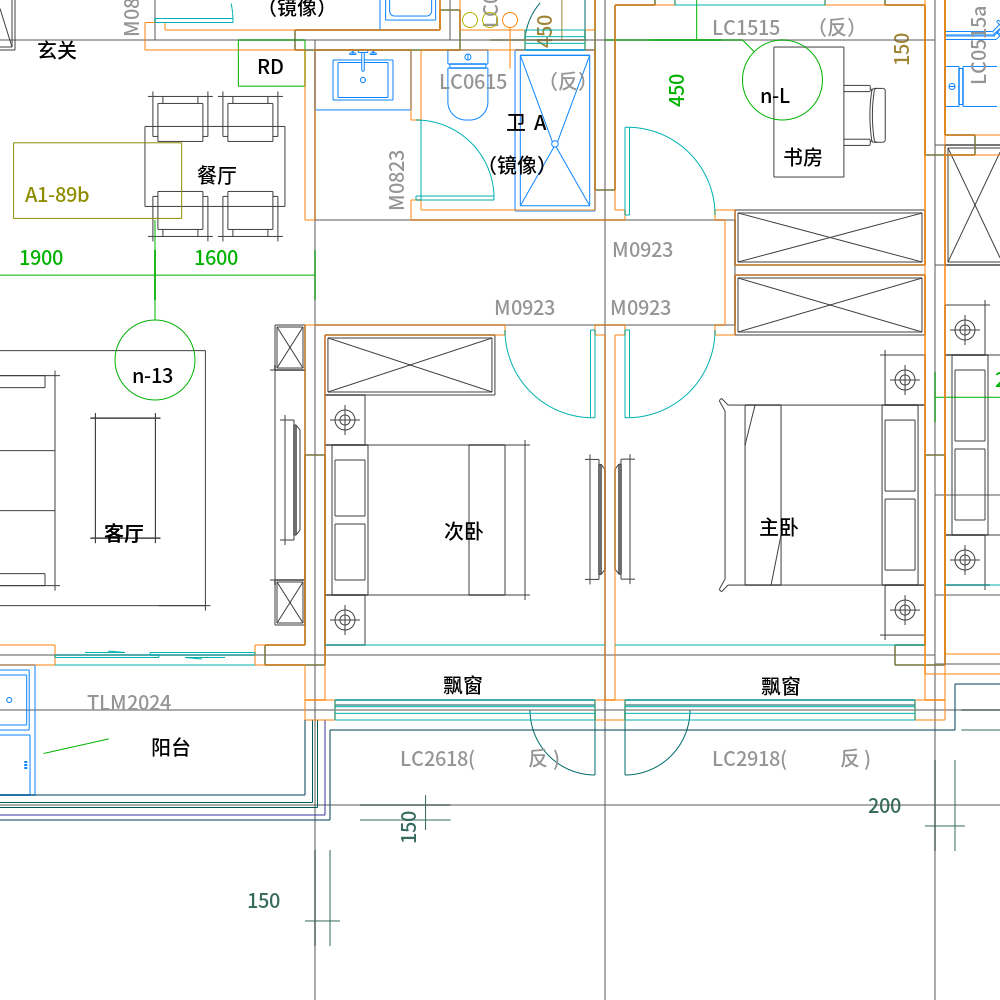 （镜像）
450
LC1515
（反）
150
LC0515a
玄关
RD
LC0615
（反）
450
n-L
卫 A
书房
（镜像）
M0823
餐厅
A1-89b
1900
1600
M0923
M0923
M0923
n-13
客厅
次卧
主卧
飘窗
飘窗
TLM2024
阳台
LC2618(
反 )
LC2918(
反 )
150
200
150